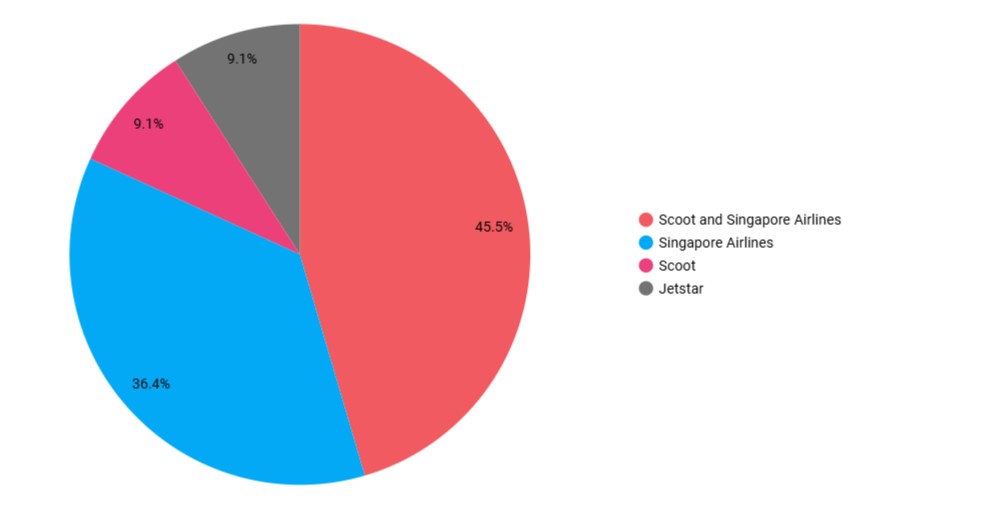 9.1%
9.1%
45.5%
36.4%
Scoot and Singapore Airlines
Singapore Airlines
Scoot
Jetstar